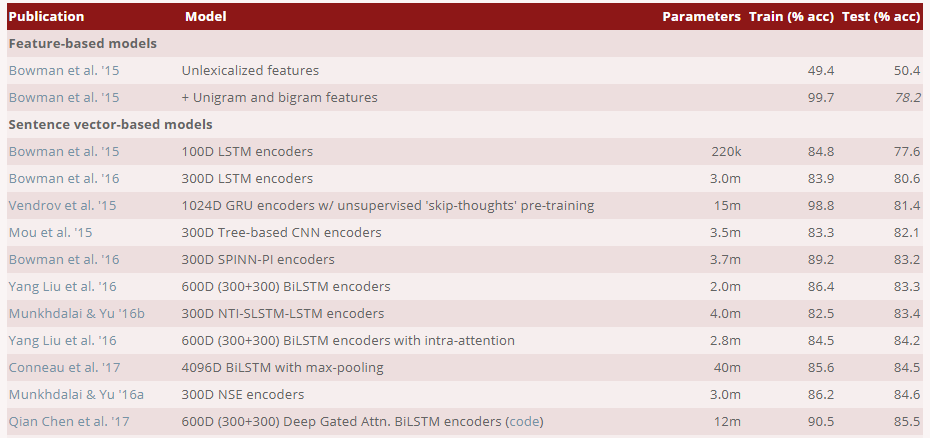 Publication Model Parameters Train (% acc) Test (% acc)
Feature-based models
Bowman et al. '15 Unlexicalized features 49.4 50.4
Bowman et al. '15 + Unigram and bigram features 99.7 78.2
Sentence vector-based models
Bowman et al. '15 100D LSTM encoders 220k 84.8 77.6
Bowman et al. '16 300D LSTM encoders 3.0m 83.9 80.6
Vendrov et al. '15 1024D GRU encoders w/ unsupervised 'skip-thoughts' pre-training 15m 98.8 81.4
Mou et al. '15 300D Tree-based CNN encoders 3.5m 83.3 82.1
Bowman et al. '16 300D SPINN-PI encoders 3.7m 89.2 83.2
Yang Liu et al. '16 600D (300+300) BiLSTM encoders 2.0m 86.4 83.3
Munkhdalai & Yu '16b 300D NTI-SLSTM-LSTM encoders 4.0m 82.5 83.4
Yang Liu et al. '16 600D (300+300) BiLSTM encoders with intra-attention 2.8m 84.5 84.2
Conneau et al. '17 4096D BiLSTM with max-pooling 40m 85.6 84.5
Munkhdalai & Yu '16a 300D NSE encoders 3.0m 86.2 84.6
Qian Chen et al. '17 600D (300+300) Deep Gated Attn. BiLSTM encoders (code) 12m 90.5 85.5